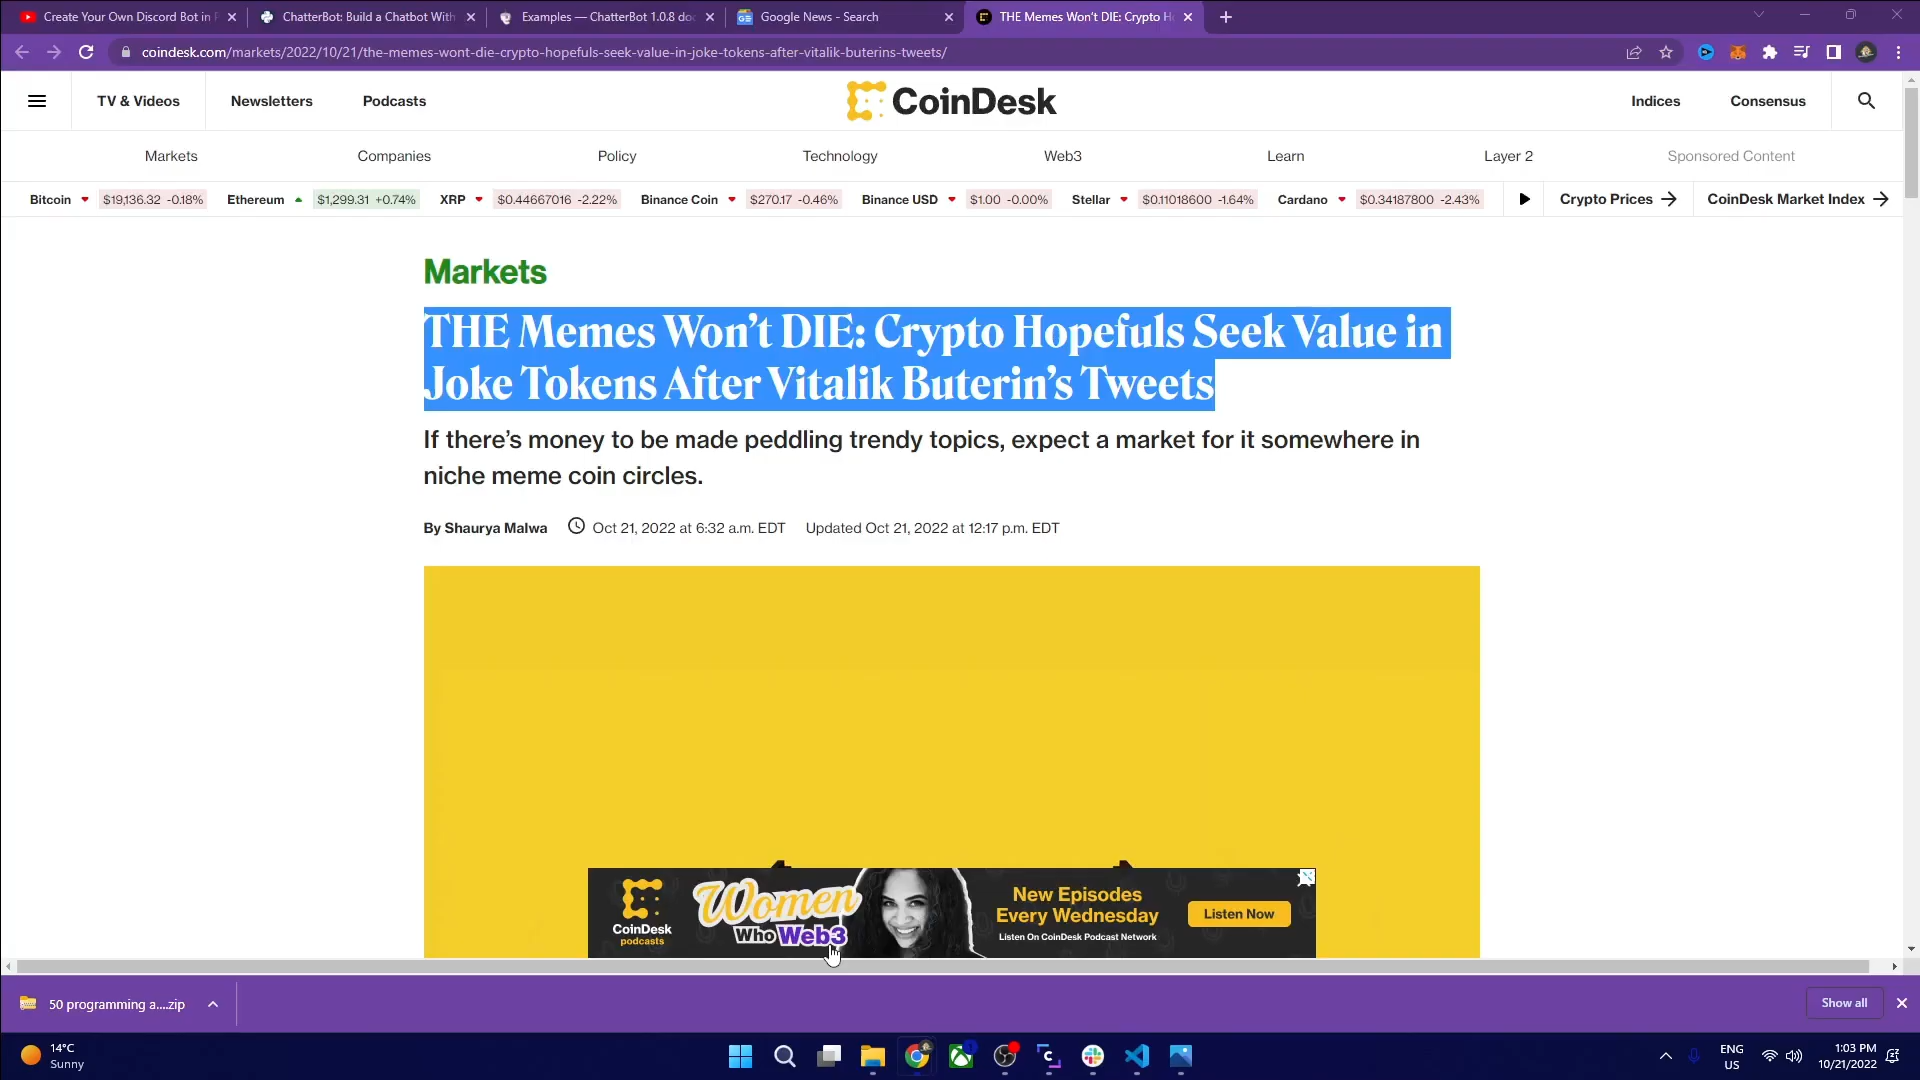 Create Your Own Discord Bot in P
ChatterBot: Build a Chatbot With
Examples — ChatterBot 1.0.8 doc
Google News - Search
THE Memes Won't DIE: Crypto H
coindesk.com/markets/2022/10/21/the-memes-wont-die-crypto-hopefuls-seek-value-in-joke-tokens-after-vitalik-buterins-tweets/
TV & Videos
Newsletters
Podcasts
CoinDesk
Indices
Consensus
Markets
Companies
Policy
Technology
Web3
Learn
Layer 2
Sponsored Content
Bitcoin $19,136.32 -0.18%
Ethereum $1,299.31 +0.74%
XRP $0.44667016 -2.22%
Binance Coin $270.17 -0.46%
Binance USD $1.00 -0.00%
Stellar $0.11018600 -1.64%
Cardano $0.34187800 -2.43%
Crypto Prices
CoinDesk Market Index
Markets
THE Memes Won't DIE: Crypto Hopefuls Seek Value in
Joke Tokens After Vitalik Buterin's Tweets
If there's money to be made peddling trendy topics, expect a market for it somewhere in
niche meme coin circles.
By Shaurya Malwa Oct 21, 2022 at 6:32 a.m. EDT Updated Oct 21, 2022 at 12:17 p.m. EDT
CoinDesk
podcasts
Women
Who Web3
New Episodes
Every Wednesday
Listen On CoinDesk Podcast Network
Listen Now
50 programming a....zip
Show all
14°C
Sunny
ENG
US
1:03 PM
10/21/2022